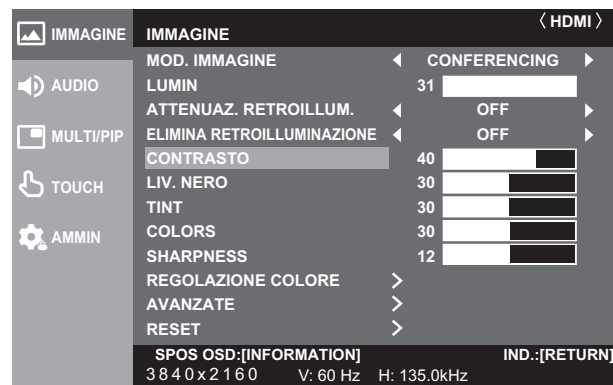 IMMAGINE
AUDIO
MULTI/PIP
TOUCH
AMMIN
IMMAGINE 〈HDMI〉
MOD. IMMAGINE CONFERENCING
LUMIN 31
ATTENUAZ. RETROILLUM. OFF
ELIMINA RETROILLUMINAZIONE OFF
CONTRASTO 40
LIV. NERO 30
TINT 30
COLORS 30
SHARPNESS 12
REGOLAZIONE COLORE
AVANZATE
RESET
SPOS OSD:[INFORMATION] IND.:[RETURN]
3840x2160 V: 60 Hz H: 135.0kHz